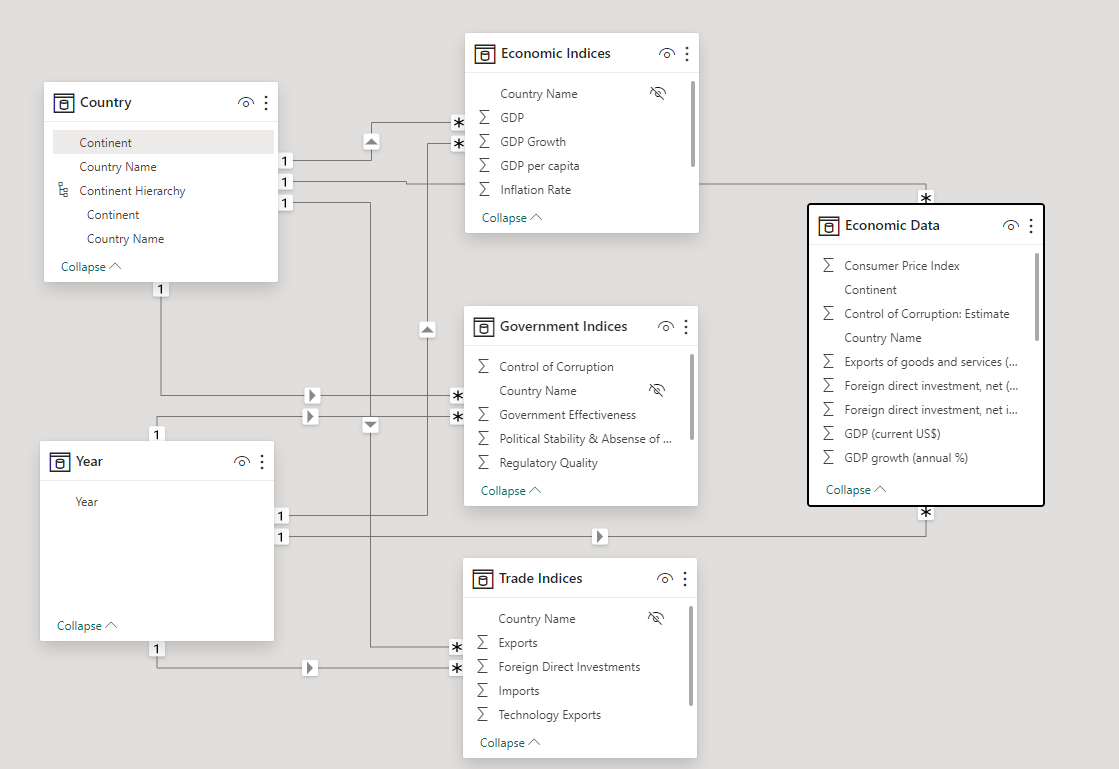 Economic Indices
Country Name
GDP
GDP Growth
GDP per capita
Inflation Rate
Collapse
Country
Continent
Country Name
Continent Hierarchy
Continent
Country Name
Collapse
1
1
1
1
*
*
*
Economic Data
Consumer Price Index
Continent
Control of Corruption: Estimate
Country Name
Exports of goods and services (...
Foreign direct investment, net (...
Foreign direct investment, net i...
GDP (current US$)
GDP growth (annual %)
Collapse
*
Government Indices
Control of Corruption
Country Name
Government Effectiveness
Political Stability & Absense of ...
Regulatory Quality
Collapse
*
*
1
Year
Year
Collapse
1
1
1
Trade Indices
Country Name
Exports
Foreign Direct Investments
Imports
Technology Exports
Collapse
*
*